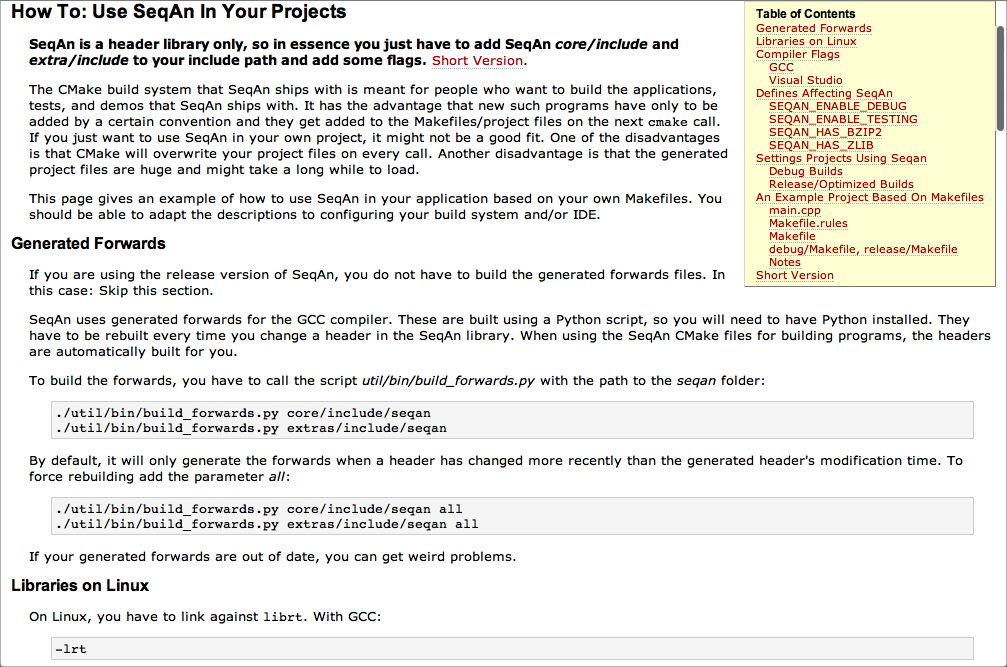 How To: Use SeqAn In Your Projects
SeqAn is a header library only, so in essence you just have to add SeqAn core/include and
extra/include to your include path and add some flags. Short Version.
The CMake build system that SeqAn ships with is meant for people who want to build the applications,
tests, and demos that SeqAn ships with. It has the advantage that new such programs have only to be
added by a certain convention and they get added to the Makefiles/project files on the next cmake call.
If you just want to use SeqAn in your own project, it might not be a good fit. One of the disadvantages
is that CMake will overwrite your project files on every call. Another disadvantage is that the generated
project files are huge and might take a long while to load.
This page gives an example of how to use SeqAn in your application based on your own Makefiles. You
should be able to adapt the descriptions to configuring your build system and/or IDE.
Table of Contents
Generated Forwards
Libraries on Linux
Compiler Flags
GCC
Visual Studio
Defines Affecting SeqAn
SEQAN_ENABLE_DEBUG
SEQAN_ENABLE_TESTING
SEQAN_HAS_BZIP2
SEQAN_HAS_ZLIB
Settings Projects Using Seqan
Debug Builds
Release/Optimized Builds
An Example Project Based On Makefiles
main.cpp
Makefile.rules
Makefile
debug/Makefile, release/Makefile
Notes
Short Version
Generated Forwards
If you are using the release version of SeqAn, you do not have to build the generated forwards files. In
this case: Skip this section.
SeqAn uses generated forwards for the GCC compiler. These are built using a Python script, so you will need to have Python installed. They
have to be rebuilt every time you change a header in the SeqAn library. When using the SeqAn CMake files for building programs, the headers
are automatically built for you.
To build the forwards, you have to call the script util/bin/build_forwards.py with the path to the seqan folder:
./util/bin/build_forwards.py core/include/seqan
./util/bin/build_forwards.py extras/include/seqan
By default, it will only generate the forwards when a header has changed more recently than the generated header's modification time. To
force rebuilding add the parameter all:
./util/bin/build_forwards.py core/include/seqan all
./util/bin/build_forwards.py extras/include/seqan all
If your generated forwards are out of date, you can get weird problems.
Libraries on Linux
On Linux, you have to link against librt. With GCC:
-lrt